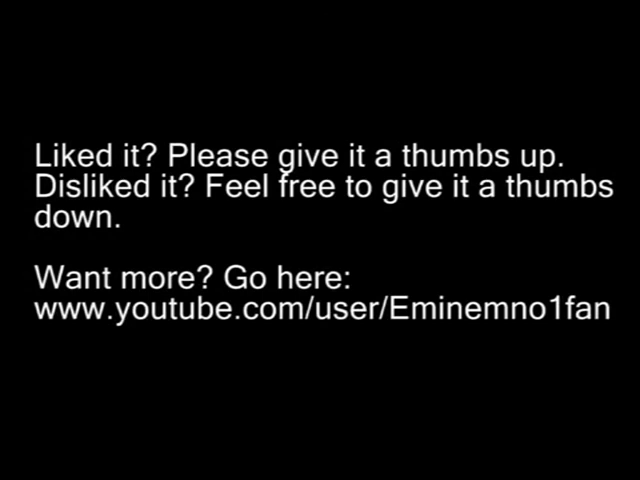 Liked it? Please give it a thumbs up.
Disliked it? Feel free to give it a thumbs
down.
Want more? Go here:
www.youtube.com/user/Eminemno1fan